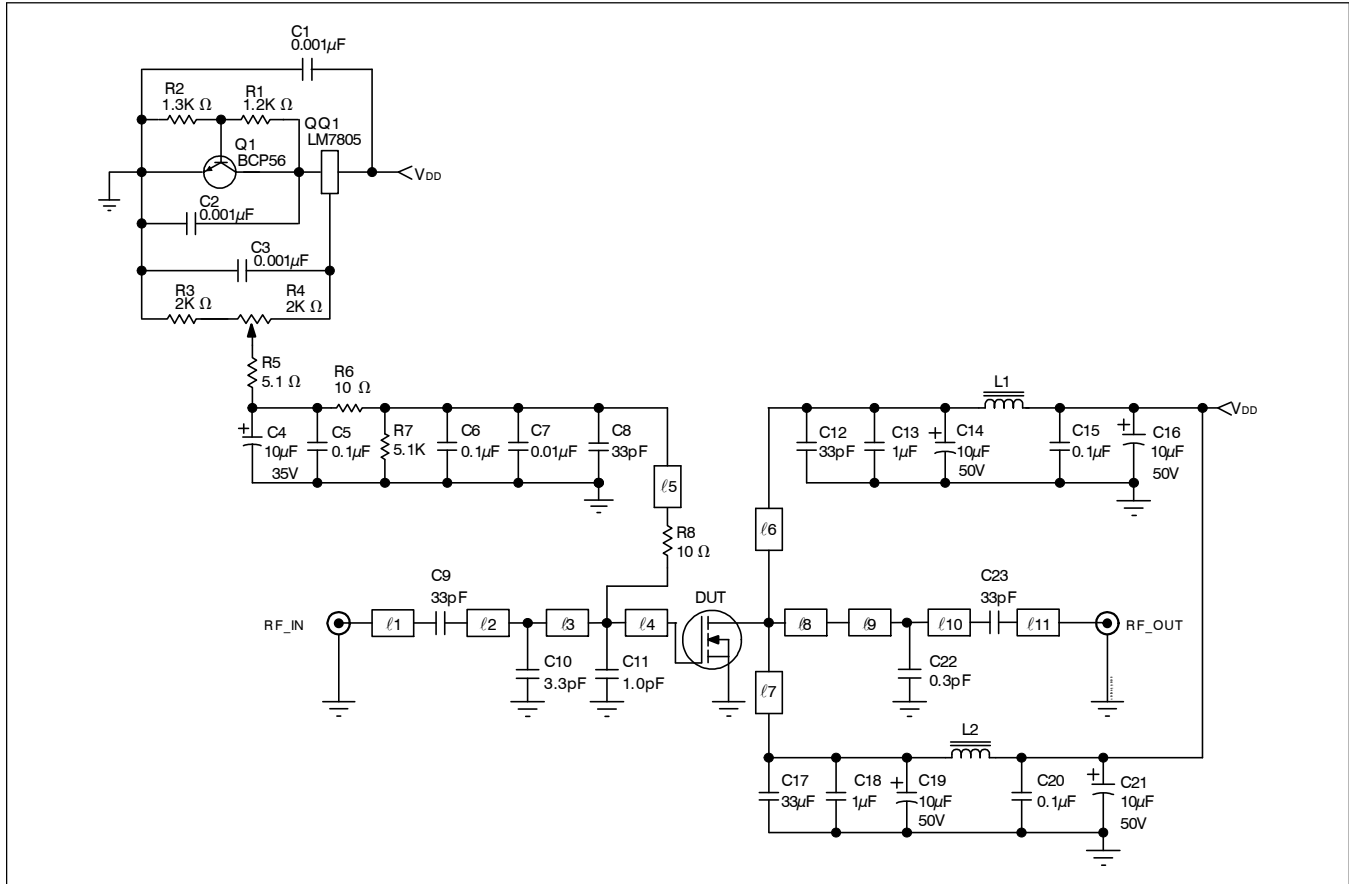 C1
0.001µF
R2
1.3K Ω
R1
1.2K Ω
QQ1
LM7805
Q1
BCP56
VDD
C2
0.001µF
C3
0.001µF
R3
2K Ω
R4
2K Ω
R5
5.1 Ω
R6
10 Ω
C4
10µF
35V
C5
0.1µF
R7
5.1K
C6
0.1µF
C7
0.01µF
C8
33pF
ℓ5
R8
10 Ω
L1
VDD
C12
33pF
C13
1µF
C14
10µF
50V
C15
0.1µF
C16
10µF
50V
ℓ6
RF_IN
ℓ1
C9
33pF
ℓ2
ℓ3
ℓ4
DUT
ℓ8
ℓ9
ℓ10
C23
33pF
ℓ11
RF_OUT
C10
3.3pF
C11
1.0pF
C22
0.3pF
ℓ7
L2
C17
33µF
C18
1µF
C19
10µF
50V
C20
0.1µF
C21
10µF
50V